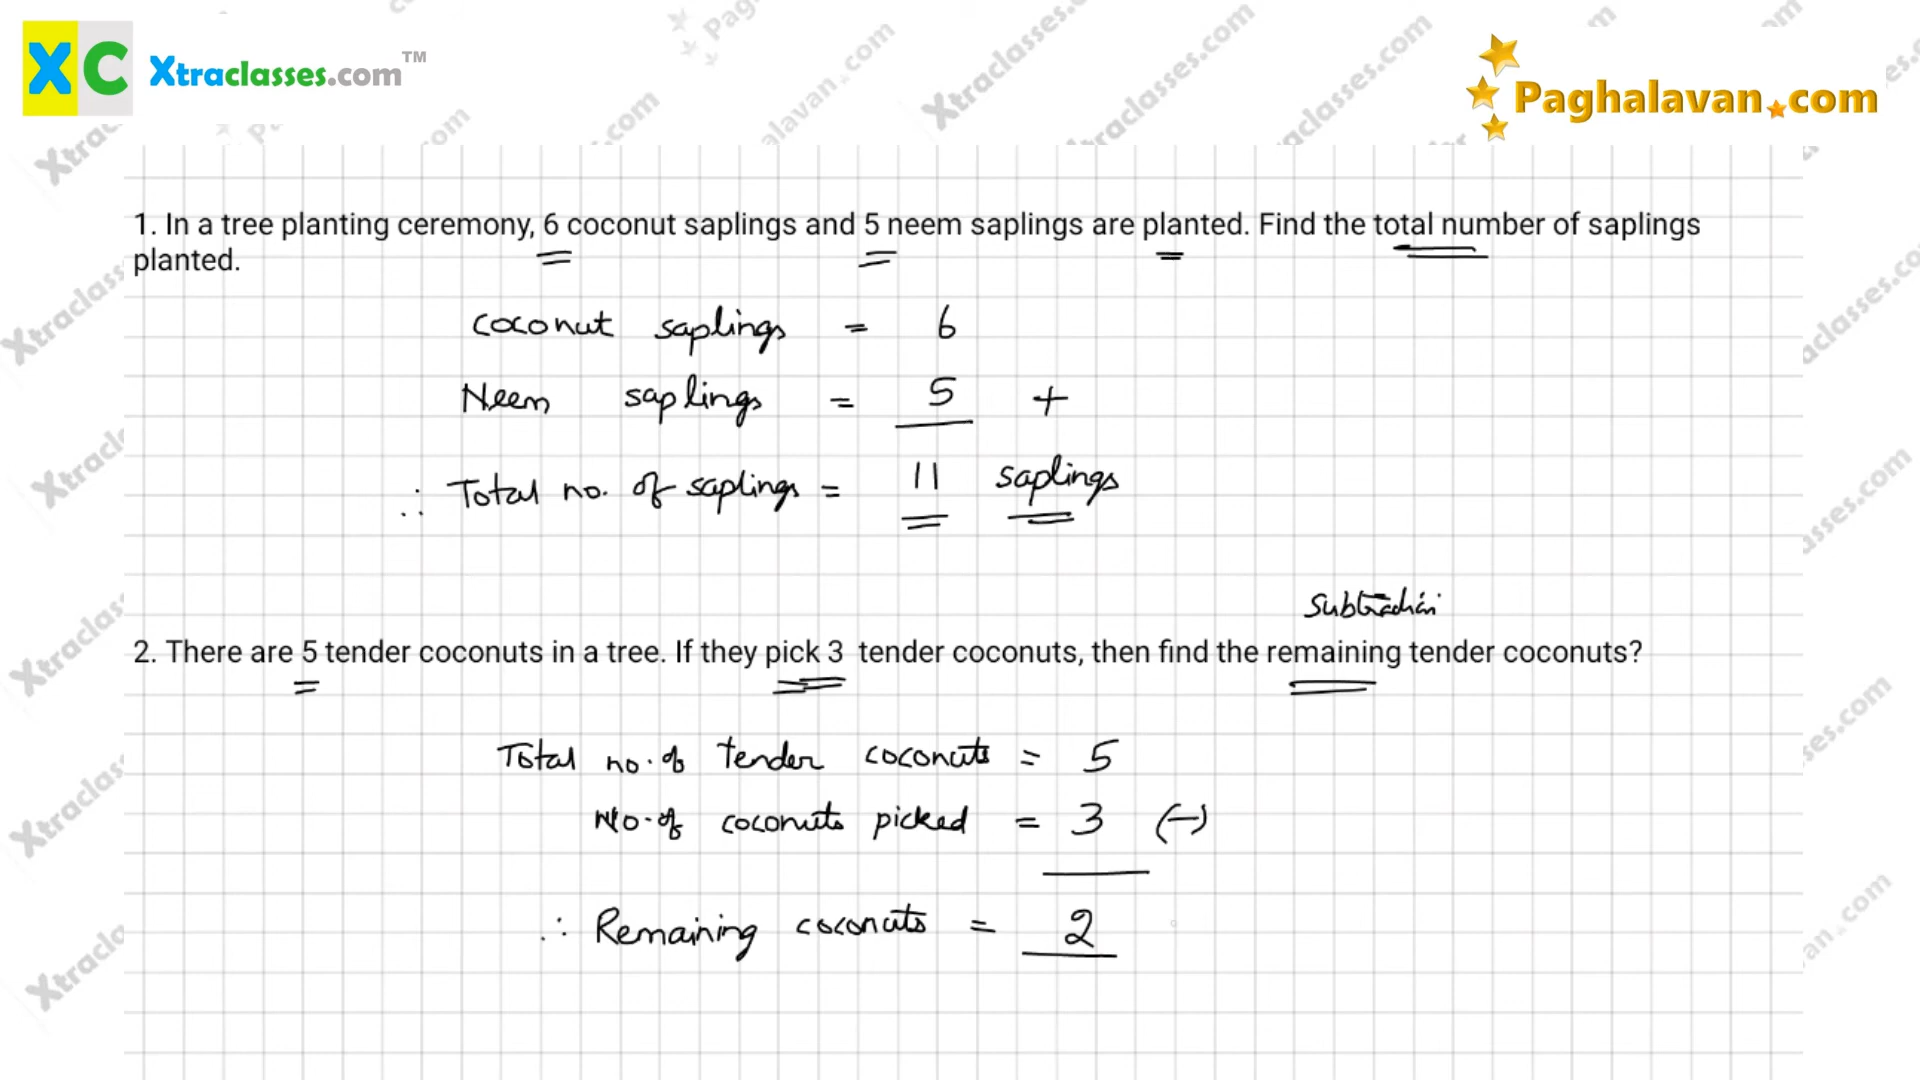 XC Xtraclasses.com™
Paghalavan.com
1. In a tree planting ceremony, 6 coconut saplings and 5 neem saplings are planted. Find the total number of saplings
planted.
coconut saplings = 6
Neem saplings = 5 +
∴ Total no. of saplings = 11 saplings
Subtraction
2. There are 5 tender coconuts in a tree. If they pick 3 tender coconuts, then find the remaining tender coconuts?
Total no. of tender coconuts = 5
No. of coconuts picked = 3 (-)
∴ Remaining coconuts = 2